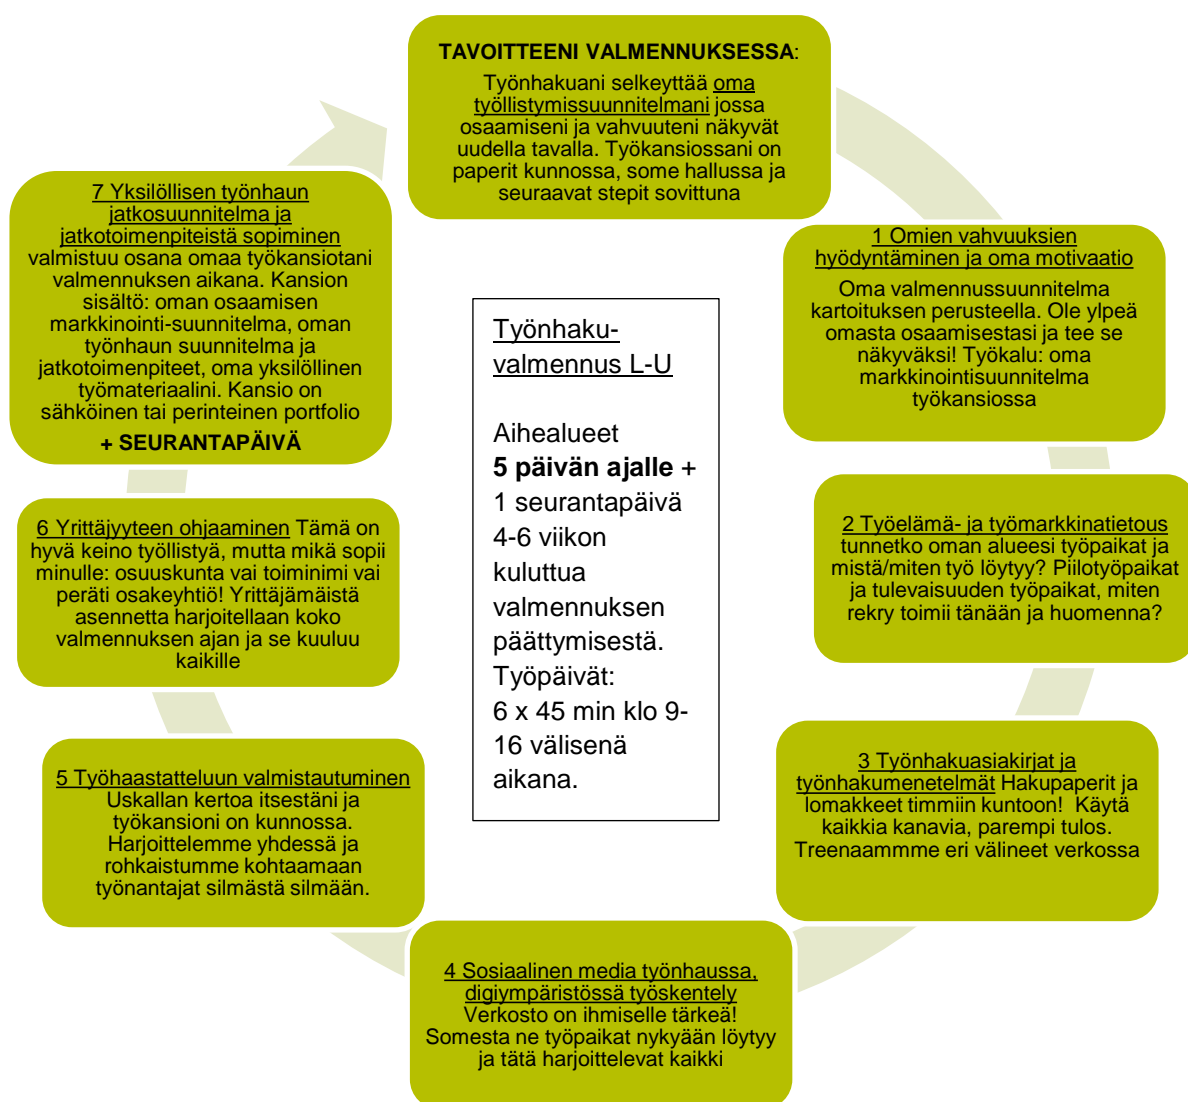 TAVOITTEENI VALMENNUKSESSA:
Työnhakuani selkeyttää oma
työllistymissuunnitelmani jossa
osaamiseni ja vahvuuteni näkyvät
uudella tavalla. Työkansiossani on
paperit kunnossa, some hallussa ja
seuraavat stepit sovittuna
1 Omien vahvuuksien
hyödyntäminen ja oma motivaatio
Oma valmennussuunnitelma
kartoituksen perusteella. Ole ylpeä
omasta osaamisestasi ja tee se
näkyväksi! Työkalu: oma
markkinointisuunnitelma
työkansiossa
2 Työelämä- ja työmarkkinatietous
tunnetko oman alueesi työpaikat ja
mistä/miten työ löytyy? Piilotyöpaikat
ja tulevaisuuden työpaikat, miten
rekry toimii tänään ja huomenna?
3 Työnhakuasiakirjat ja
työnhakumenetelmät Hakupaperit ja
lomakkeet timmiin kuntoon! Käytä
kaikkia kanavia, parempi tulos.
Treenaammme eri välineet verkossa
4 Sosiaalinen media työnhaussa,
digiympäristössä työskentely
Verkosto on ihmiselle tärkeä!
Somesta ne työpaikat nykyään löytyy
ja tätä harjoittelevat kaikki
5 Työhaastatteluun valmistautuminen
Uskallan kertoa itsestäni ja
työkansioni on kunnossa.
Harjoittelemme yhdessä ja
rohkaistumme kohtaamaan
työnantajat silmästä silmään.
6 Yrittäjyyteen ohjaaminen Tämä on
hyvä keino työllistyä, mutta mikä sopii
minulle: osuuskunta vai toiminimi vai
peräti osakeyhtiö! Yrittäjämäistä
asennetta harjoitellaan koko
valmennuksen ajan ja se kuuluu
kaikille
7 Yksilöllisen työnhaun
jatkosuunnitelma ja
jatkotoimenpiteistä sopiminen
valmistuu osana omaa työkansiotani
valmennuksen aikana. Kansion
sisältö: oman osaamisen
markkinointi-suunnitelma, oman
työnhaun suunnitelma ja
jatkotoimenpiteet, oma yksilöllinen
työmateriaalini. Kansio on
sähköinen tai perinteinen portfolio
+ SEURANTAPÄIVÄ
Työnhaku-
valmennus L-U
Aihealueet
5 päivän ajalle +
1 seurantapäivä
4-6 viikon
kuluttua
valmennuksen
päättymisestä.
Työpäivät:
6 x 45 min klo 9-
16 välisenä
aikana.